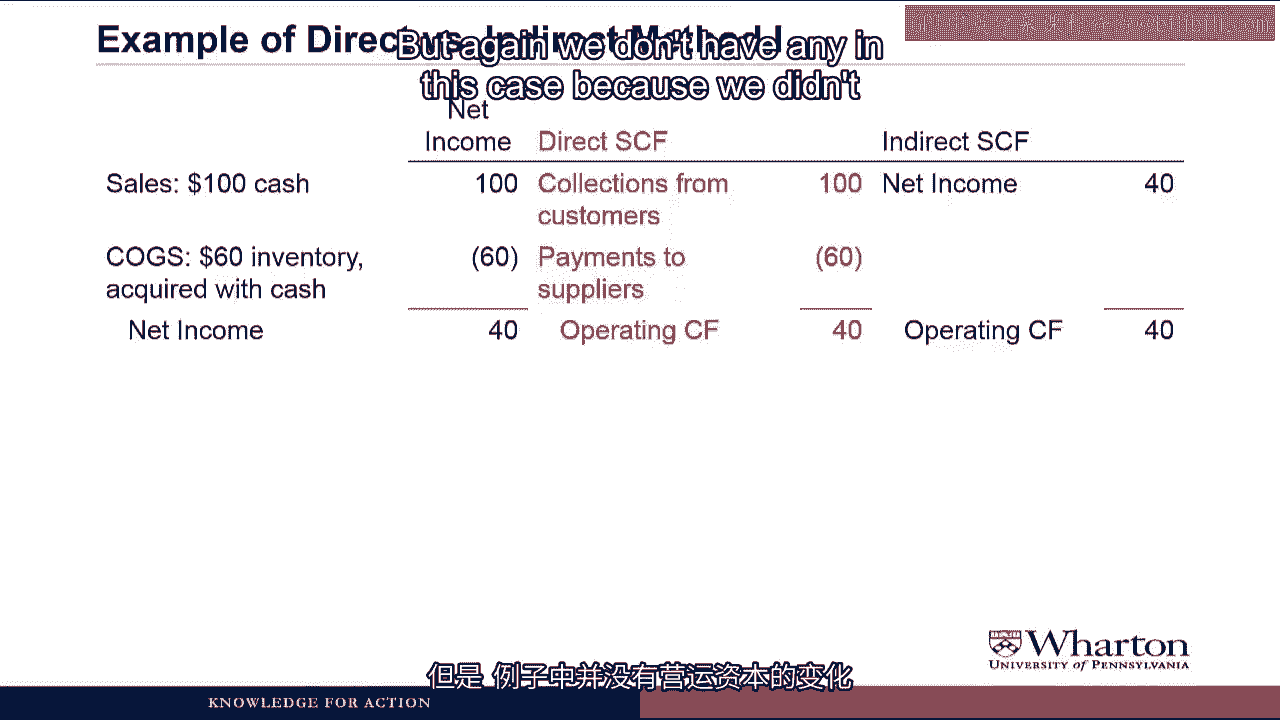 Example of Direct vs. Indirect Method I
But again we don't have any in
this case because we didn't
Net
Income Direct SCF Indirect SCF
Sales: $100 cash 100 Collections from 100 Net Income 40
customers
COGS: $60 inventory, (60) Payments to (60)
acquired with cash suppliers
Net Income 40 Operating CF 40 Operating CF 40
Wharton
UNIVERSITY of PENNSYLVANIA
但是 例子中并没有营运资本的变化
KNOWLEDGE FOR ACTION